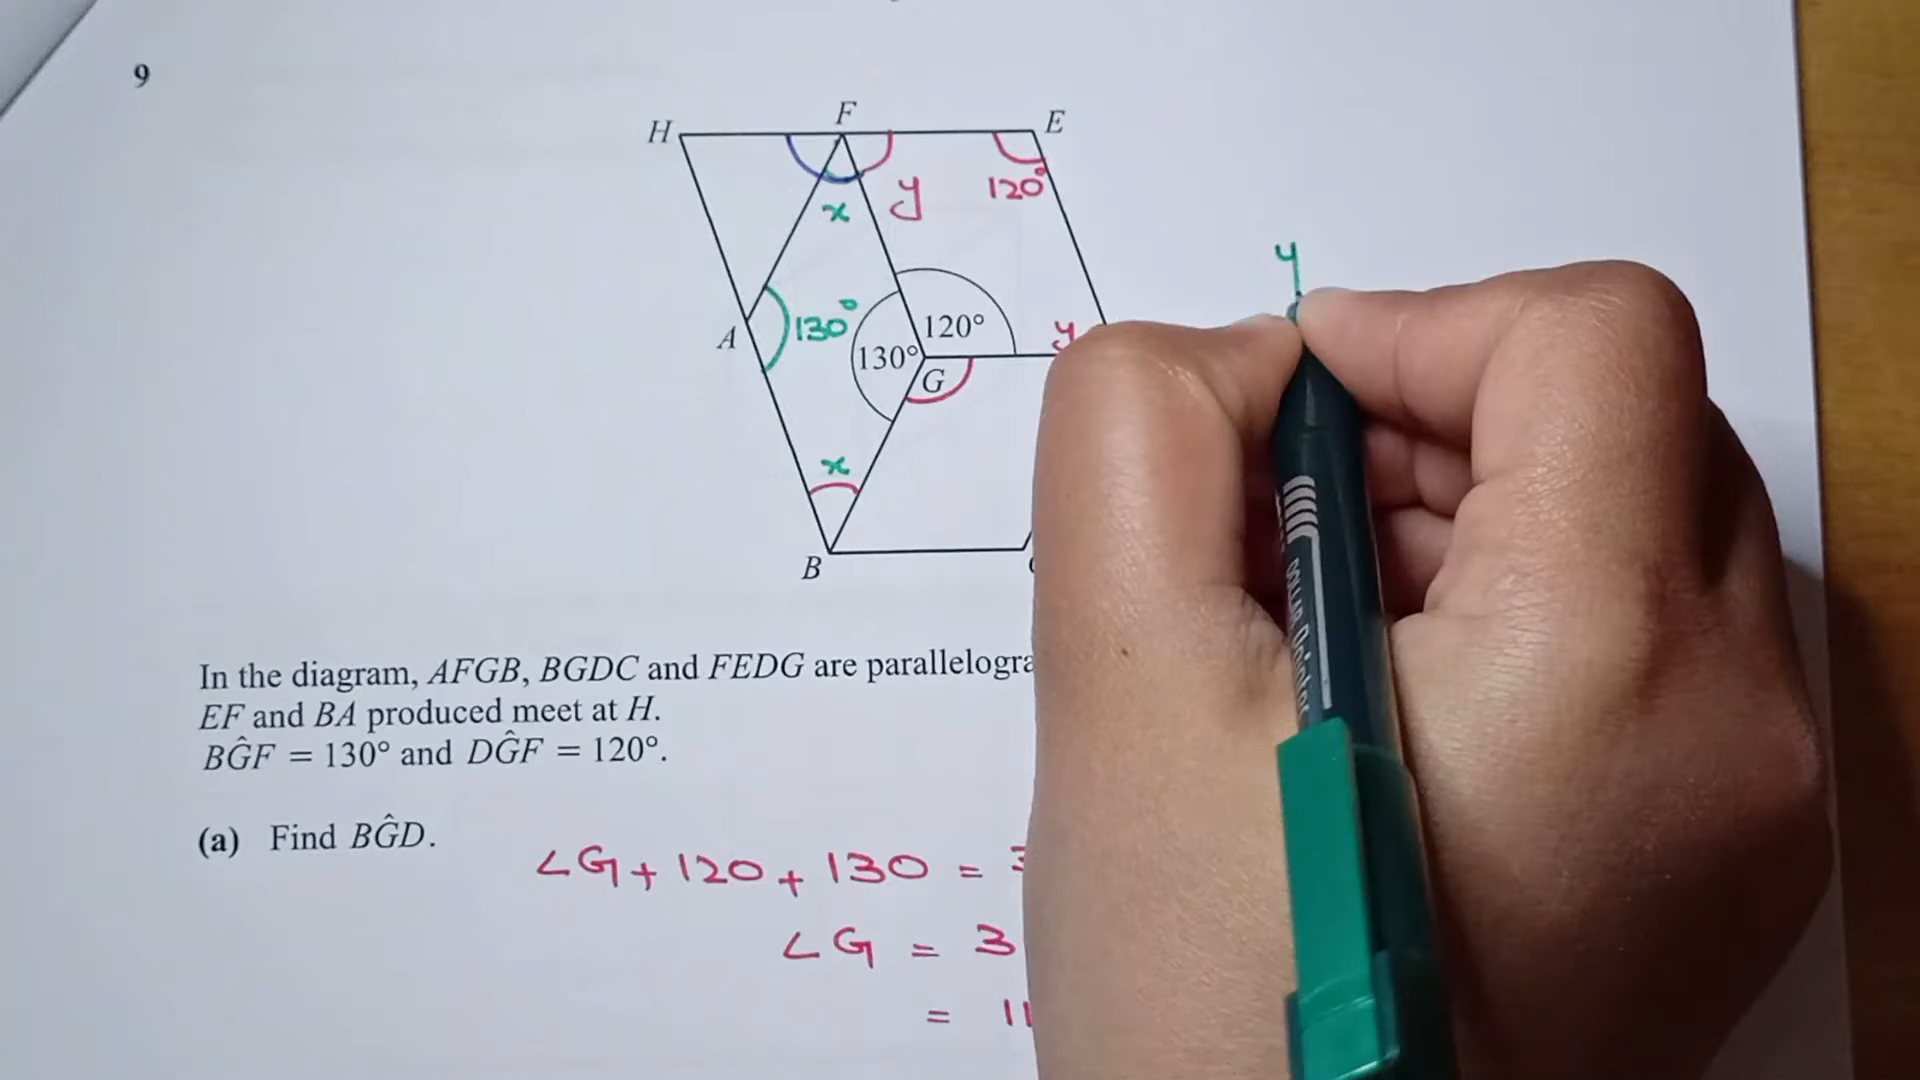 9
H F E
x y 120°
y
A 130° 130° 120° y
G
x
B
In the diagram, AFGB, BGDC and FEDG are parallelogra
EF and BA produced meet at H.
BĜF = 130° and DĜF = 120°.
(a) Find BĜD.
∠G + 120 + 130 = 3
∠G = 3
= 11